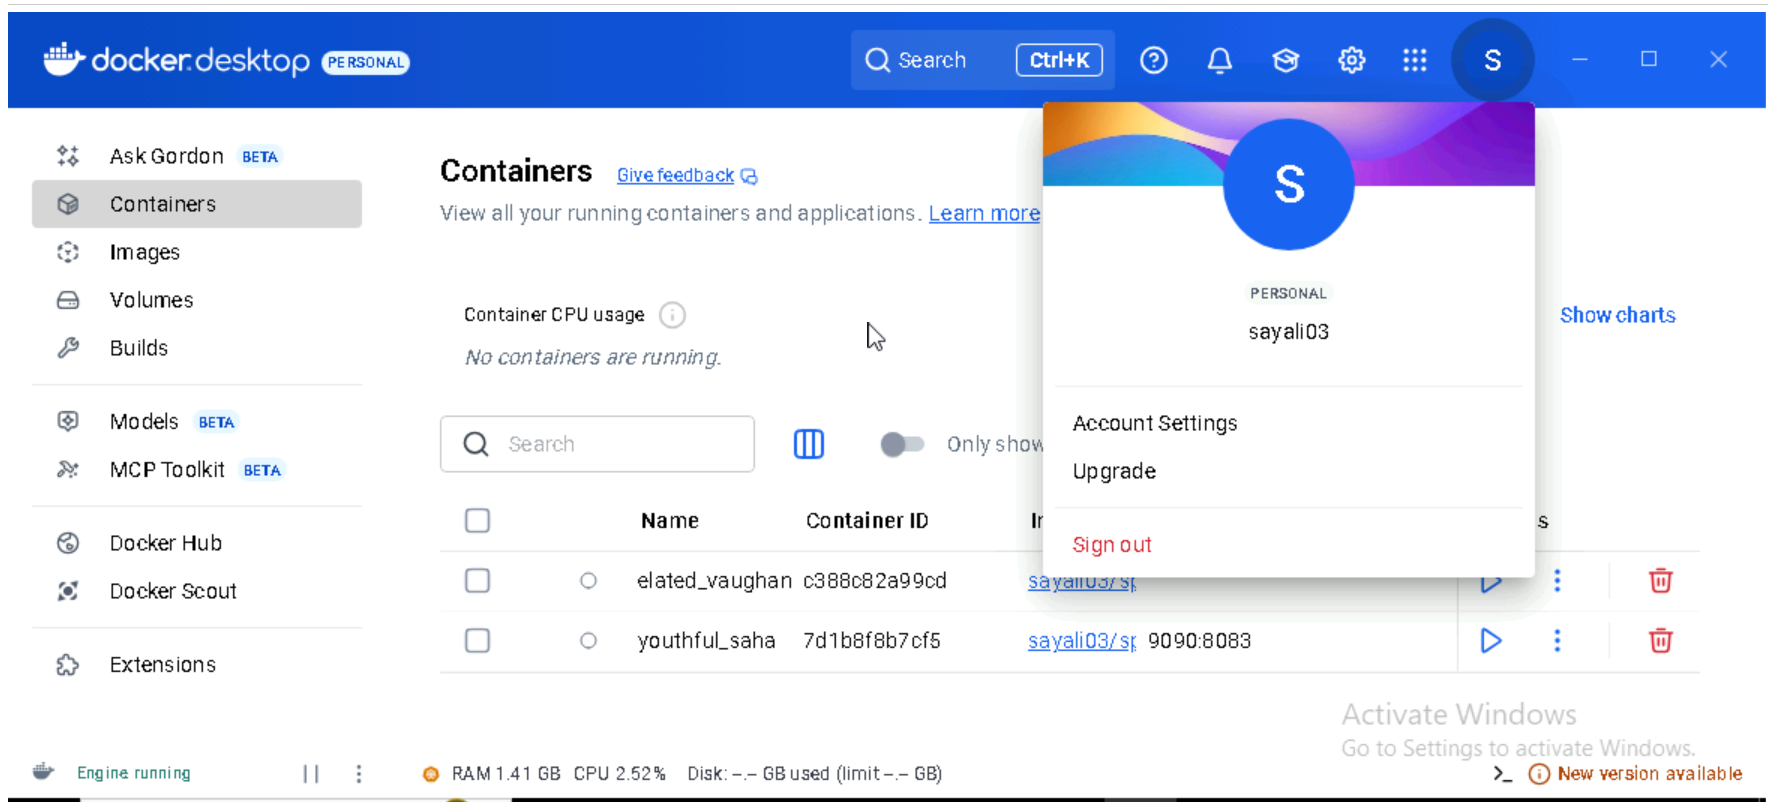 docker.desktop PERSONAL
Search Ctrl+K
S
Ask Gordon BETA
Containers
Images
Volumes
Builds
Models BETA
MCP Toolkit BETA
Docker Hub
Docker Scout
Extensions
Containers Give feedback
View all your running containers and applications. Learn more
Container CPU usage
No containers are running.
Show charts
Search
Only show
Name Container ID
elated_vaughan c388c82a99cd sayali03/sp
youthful_saha 7d1b8f8b7cf5 sayali03/sp 9090:8083
S
PERSONAL
sayali03
Account Settings
Upgrade
Sign out
Activate Windows
Go to Settings to activate Windows.
Engine running
RAM 1.41 GB CPU 2.52% Disk: -.- GB used (limit -.- GB)
New version available